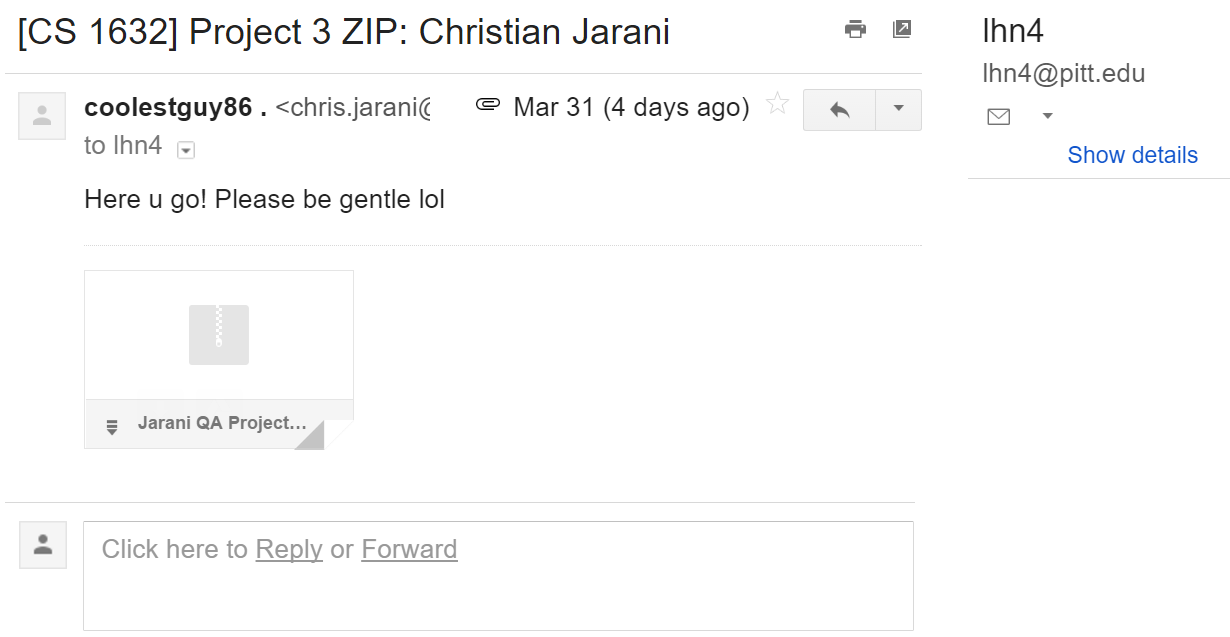 [CS 1632] Project 3 ZIP: Christian Jarani
lhn4
lhn4@pitt.edu
Show details
coolestguy86 . <chris.jarani@ Mar 31 (4 days ago)
to lhn4
Here u go! Please be gentle lol
Jarani QA Project...
Click here to Reply or Forward